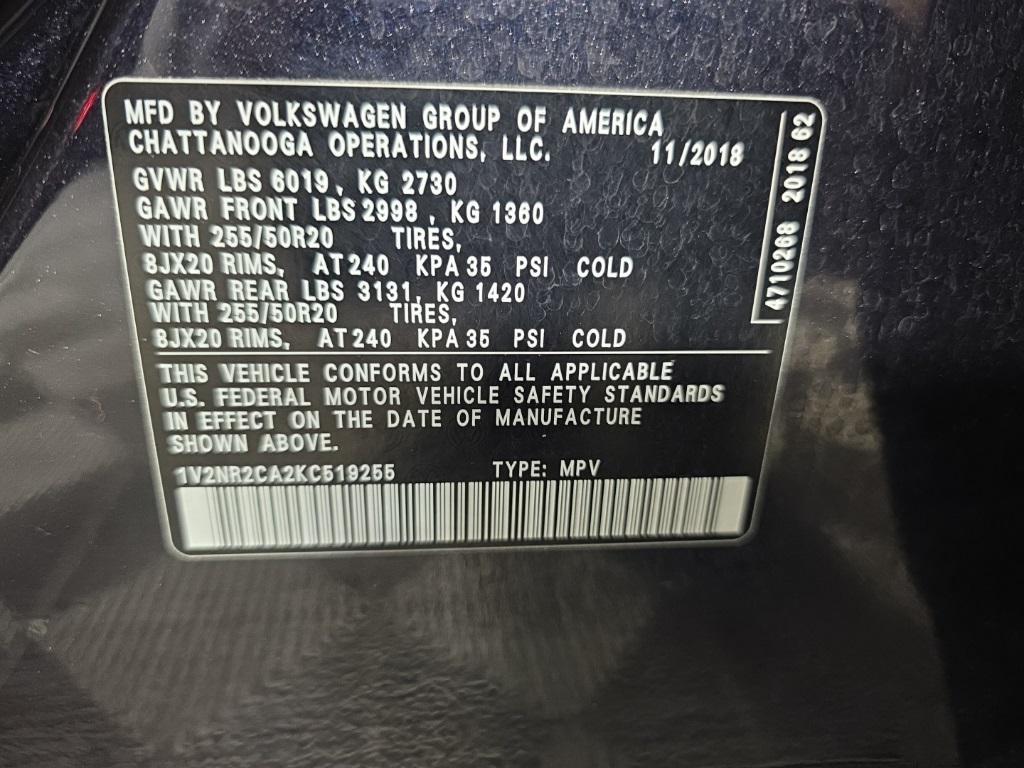 MFD BY VOLKSWAGEN GROUP OF AMERICA
CHATTANOOGA OPERATIONS, LLC. 11/2018
GVWR LBS 6019, KG 2730
GAWR FRONT LBS 2998, KG 1360
WITH 255/50R20 TIRES,
8JX20 RIMS, AT 240 KPA 35 PSI COLD
GAWR REAR LBS 3131, KG 1420
WITH 255/50R20 TIRES,
8JX20 RIMS, AT 240 KPA 35 PSI COLD
THIS VEHICLE CONFORMS TO ALL APPLICABLE
U.S. FEDERAL MOTOR VEHICLE SAFETY STANDARDS
IN EFFECT ON THE DATE OF MANUFACTURE
SHOWN ABOVE.
1V2NR2CA2KC519255 TYPE: MPV
4710268 2018 62